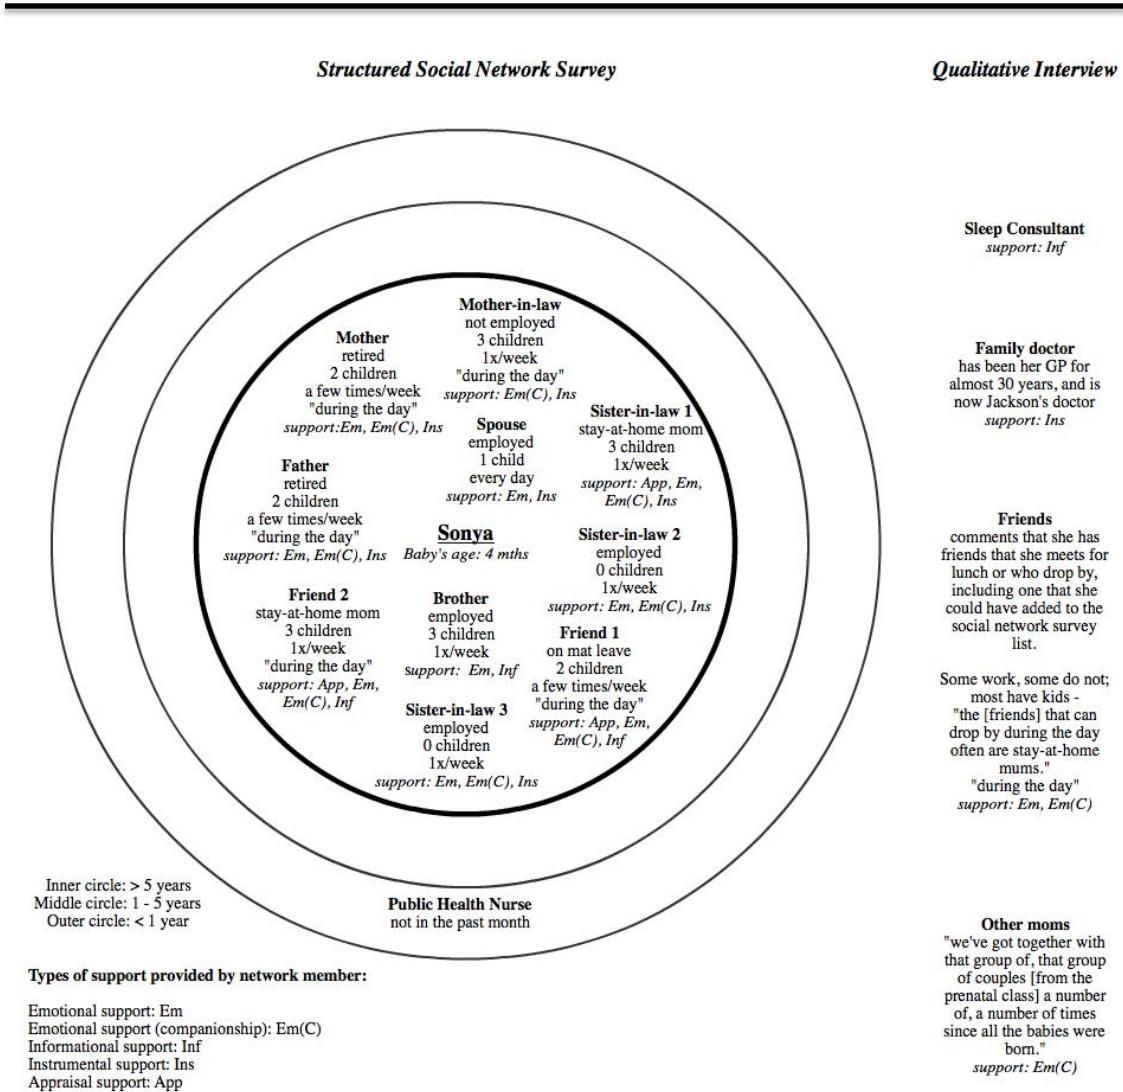 Structured Social Network Survey
Qualitative Interview
Mother-in-law
not employed
3 children
1x/week
"during the day"
support: Em(C), Ins
Mother
retired
2 children
a few times/week
"during the day"
support:Em, Em(C), Ins
Sister-in-law 1
stay-at-home mom
3 children
1x/week
support: App, Em,
Em(C), Ins
Spouse
employed
1 child
every day
support: Em, Ins
Father
retired
2 children
a few times/week
"during the day"
support: Em, Em(C), Ins
Sonya
Baby's age: 4 mths
Sister-in-law 2
employed
0 children
1x/week
support: Em, Em(C), Ins
Friend 2
stay-at-home mom
3 children
1x/week
"during the day"
support: App, Em,
Em(C), Inf
Brother
employed
3 children
1x/week
support: Em, Inf
Friend 1
on mat leave
2 children
a few times/week
"during the day"
support: App, Em,
Em(C), Inf
Sister-in-law 3
employed
0 children
1x/week
support: Em, Em(C), Ins
Public Health Nurse
not in the past month
Inner circle: > 5 years
Middle circle: 1 - 5 years
Outer circle: < 1 year
Types of support provided by network member:
Emotional support: Em
Emotional support (companionship): Em(C)
Informational support: Inf
Instrumental support: Ins
Appraisal support: App
Sleep Consultant
support: Inf
Family doctor
has been her GP for
almost 30 years, and is
now Jackson's doctor
support: Ins
Friends
comments that she has
friends that she meets for
lunch or who drop by,
including one that she
could have added to the
social network survey
list.
Some work, some do not;
most have kids -
"the [friends] that can
drop by during the day
often are stay-at-home
mums."
"during the day"
support: Em, Em(C)
Other moms
"we've got together with
that group of, that group
of couples [from the
prenatal class] a number
of, a number of times
since all the babies were
born."
support: Em(C)